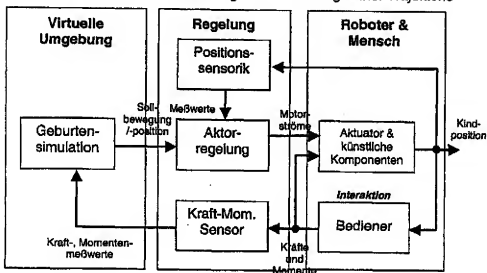 Virtuelle
Umgebung
Regelung
Roboter &
Mensch
Positions-
sensorik
Soll-
bewegung
/-position
Meßwerte
Motor-
ströme
Kind-
position
Geburten-
simulation
Aktor-
regelung
Aktuator &
künstliche
Komponenten
Interaktion
Kraft-Mom.
Sensor
Bediener
Kraft-, Momenten-
meßwerte
Kräfte
und
Momente